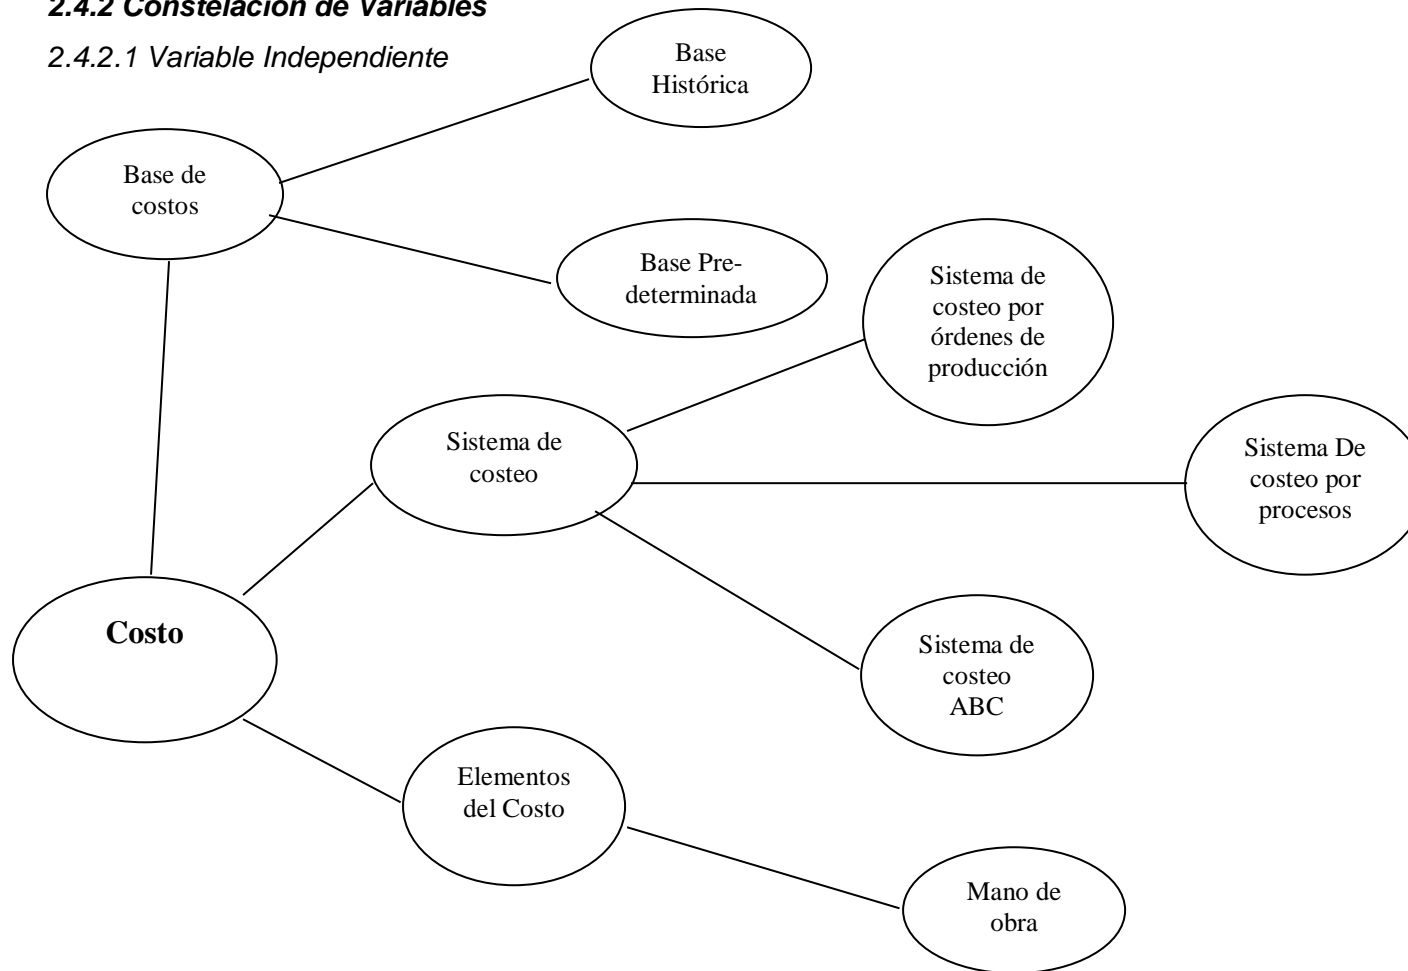 2.4.2 Constelación de Variables
2.4.2.1 Variable Independiente
Base
Histórica
Base de
costos
Base Pre-
determinada
Sistema de
costeo por
órdenes de
producción
Sistema de
costeo
Sistema De
costeo por
procesos
Costo
Sistema de
costeo
ABC
Elementos
del Costo
Mano de
obra